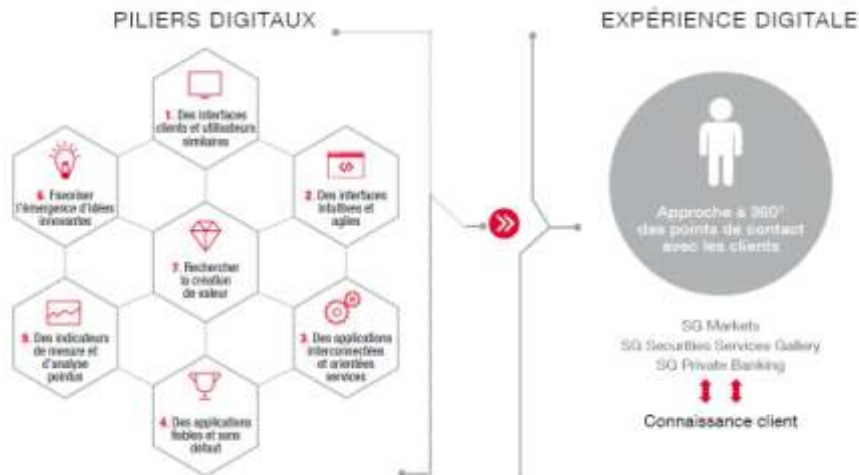 PILIERS DIGITAUX
EXPÉRIENCE DIGITALE
1. Des interfaces
clients et utilisateurs
similaires
6. Favoriser
l'émergence d'idées
innovantes
2. Des interfaces
intuitives et
agiles
7. Rechercher
la création
de valeur
5. Des indicateurs
de mesure et
d'analyse
pointus
3. Des applications
interconnectées
et orientées
services
4. Des applications
fiables et sans
défaut
Approche à 360°
des points de contact
avec les clients
SG Markets
SG Securities Services Gallery
SG Private Banking
Connaissance client